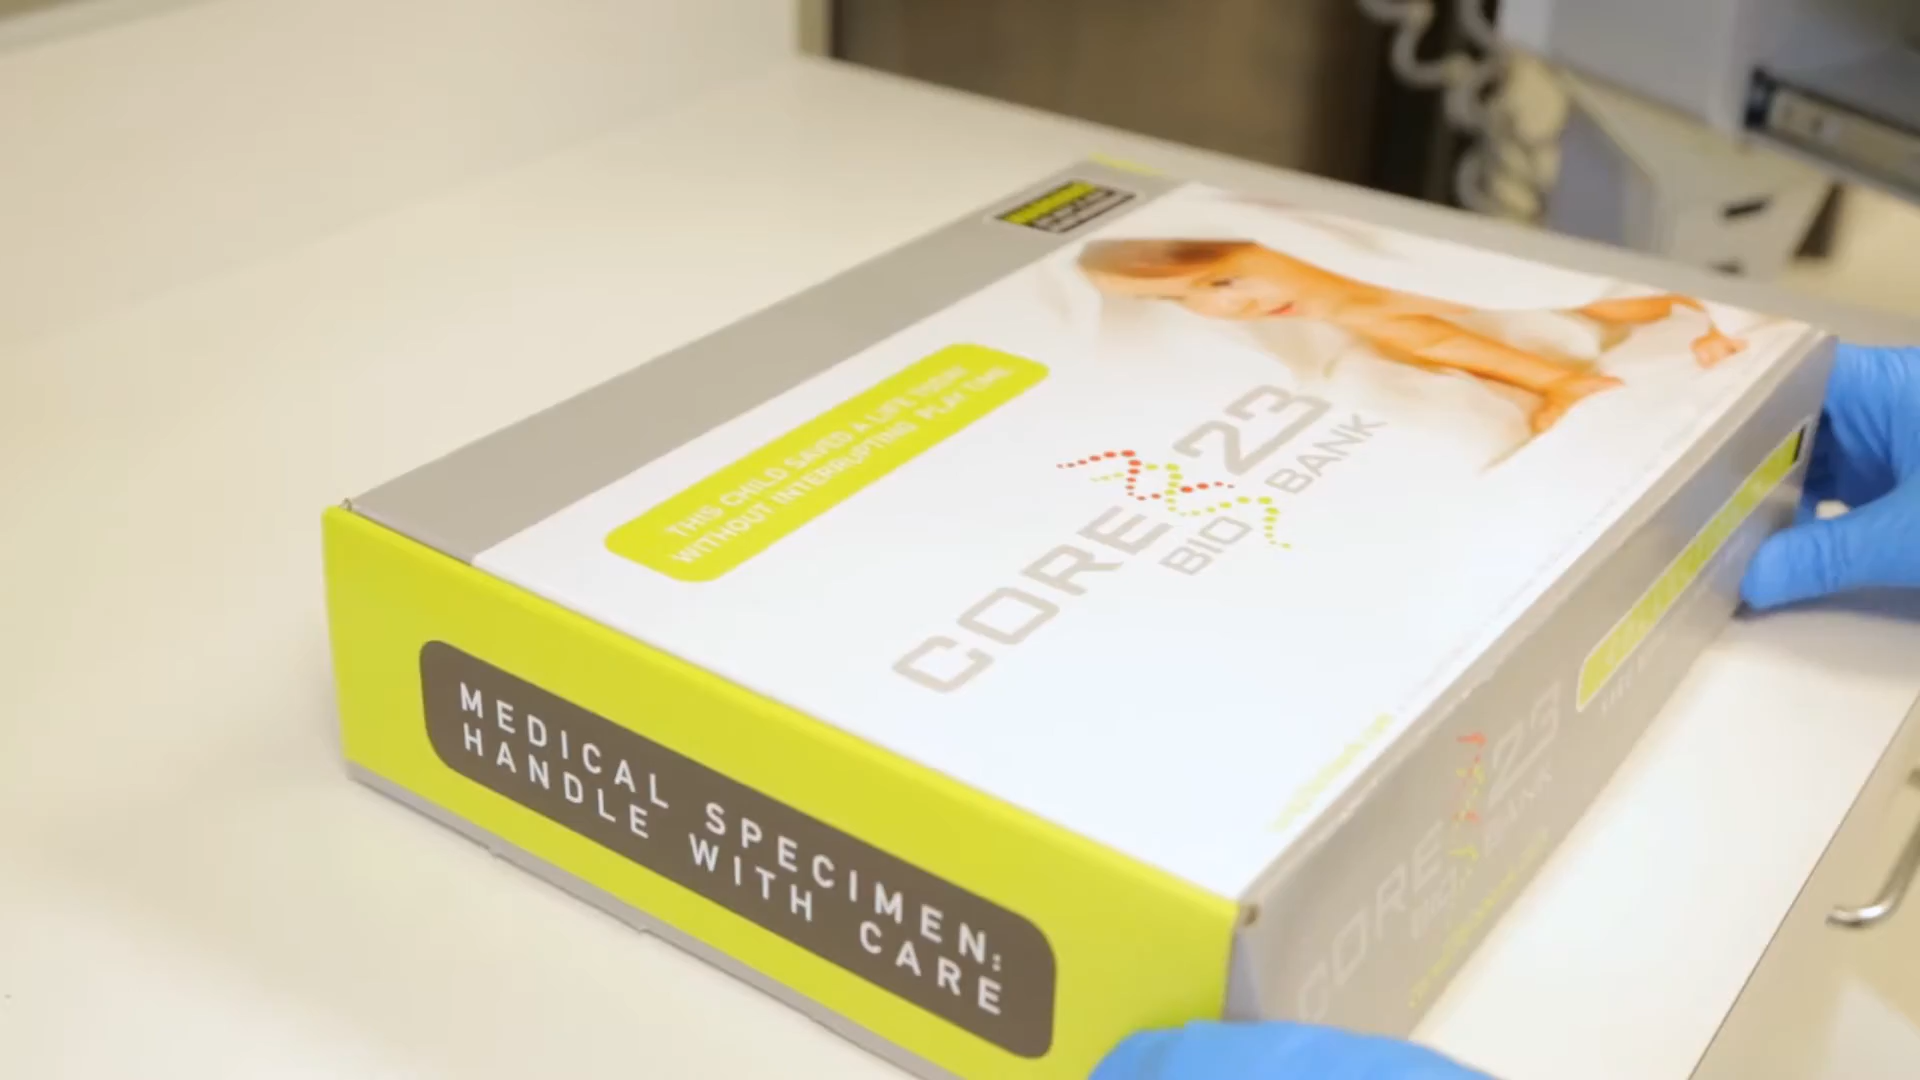 THIS CHILD SAVED A LIFE TODAY
WITHOUT INTERRUPTING PLAY TIME
CORE 23
BIO BANK
MEDICAL SPECIMEN:
HANDLE WITH CARE
CORE 23
BIO BANK